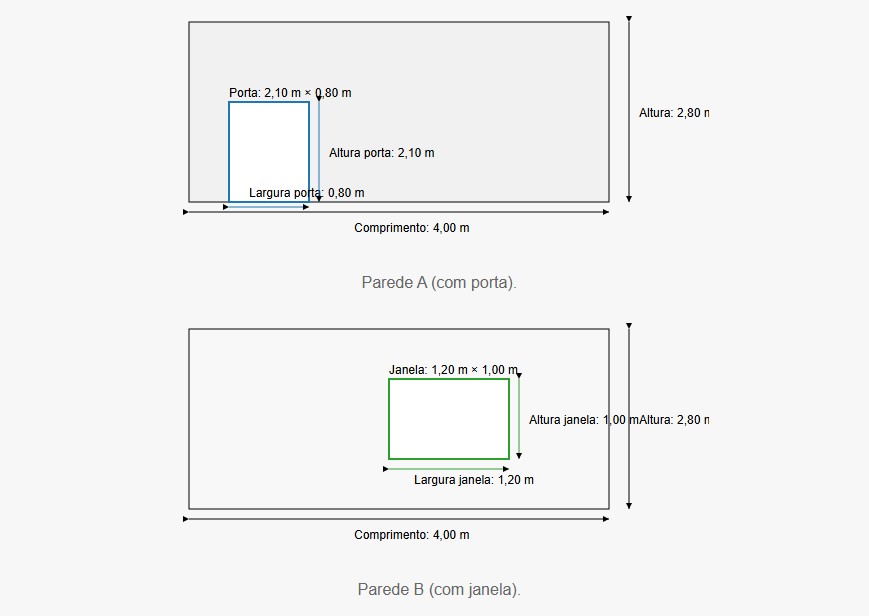 Porta: 2,10 m × 0,80 m
Altura: 2,80 m
Altura porta: 2,10 m
Largura porta: 0,80 m
Comprimento: 4,00 m
Parede A (com porta).
Janela: 1,20 m × 1,00 m
Altura janela: 1,00 m
Altura: 2,80 m
Largura janela: 1,20 m
Comprimento: 4,00 m
Parede B (com janela).